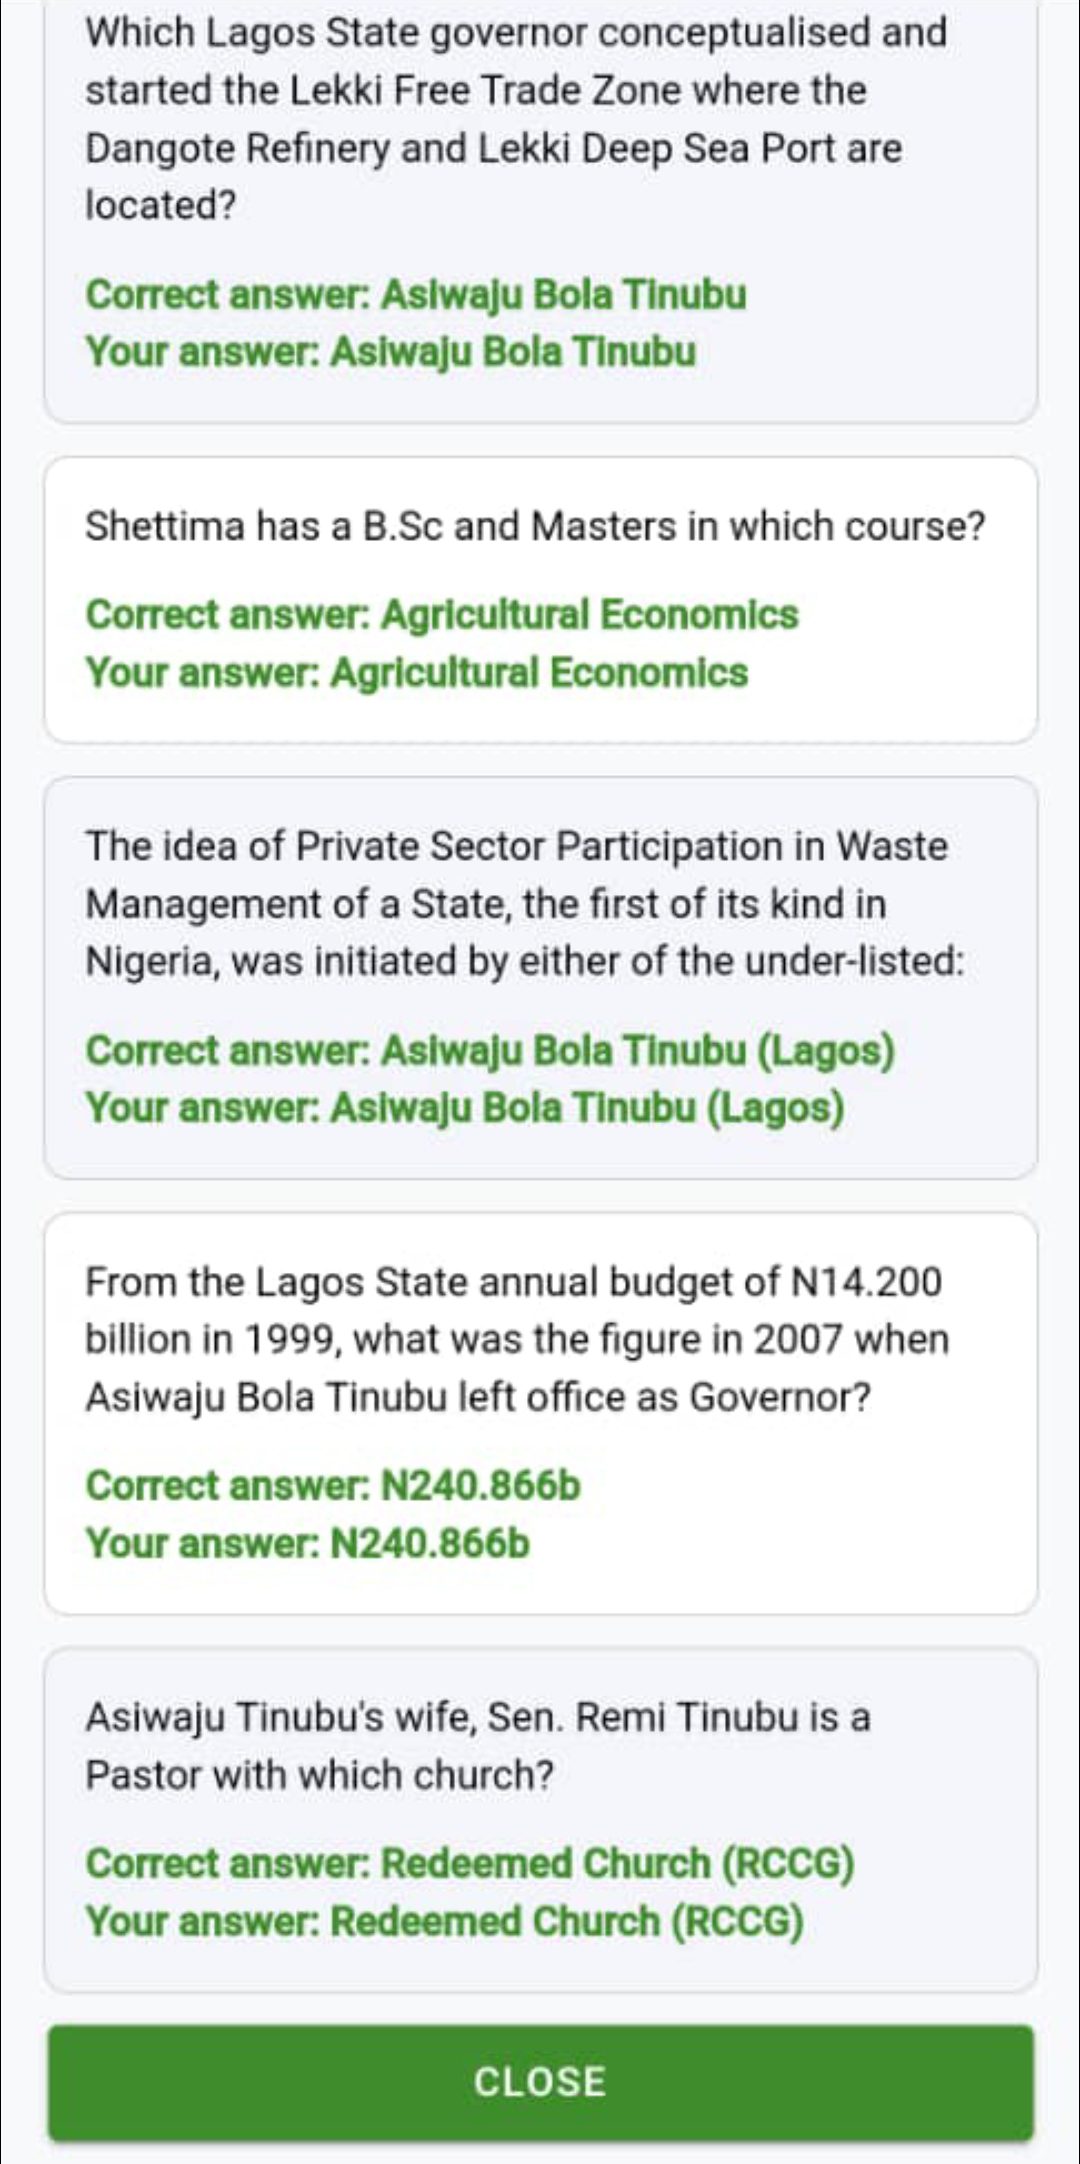 Which Lagos State governor conceptualised and
started the Lekki Free Trade Zone where the
Dangote Refinery and Lekki Deep Sea Port are
located?
Correct answer: Asiwaju Bola Tinubu
Your answer: Asiwaju Bola Tinubu
Shettima has a B.Sc and Masters in which course?
Correct answer: Agricultural Economics
Your answer: Agricultural Economics
The idea of Private Sector Participation in Waste
Management of a State, the first of its kind in
Nigeria, was initiated by either of the under-listed:
Correct answer: Asiwaju Bola Tinubu (Lagos)
Your answer: Asiwaju Bola Tinubu (Lagos)
From the Lagos State annual budget of N14.200
billion in 1999, what was the figure in 2007 when
Asiwaju Bola Tinubu left office as Governor?
Correct answer: N240.866b
Your answer: N240.866b
Asiwaju Tinubu's wife, Sen. Remi Tinubu is a
Pastor with which church?
Correct answer: Redeemed Church (RCCG)
Your answer: Redeemed Church (RCCG)
CLOSE